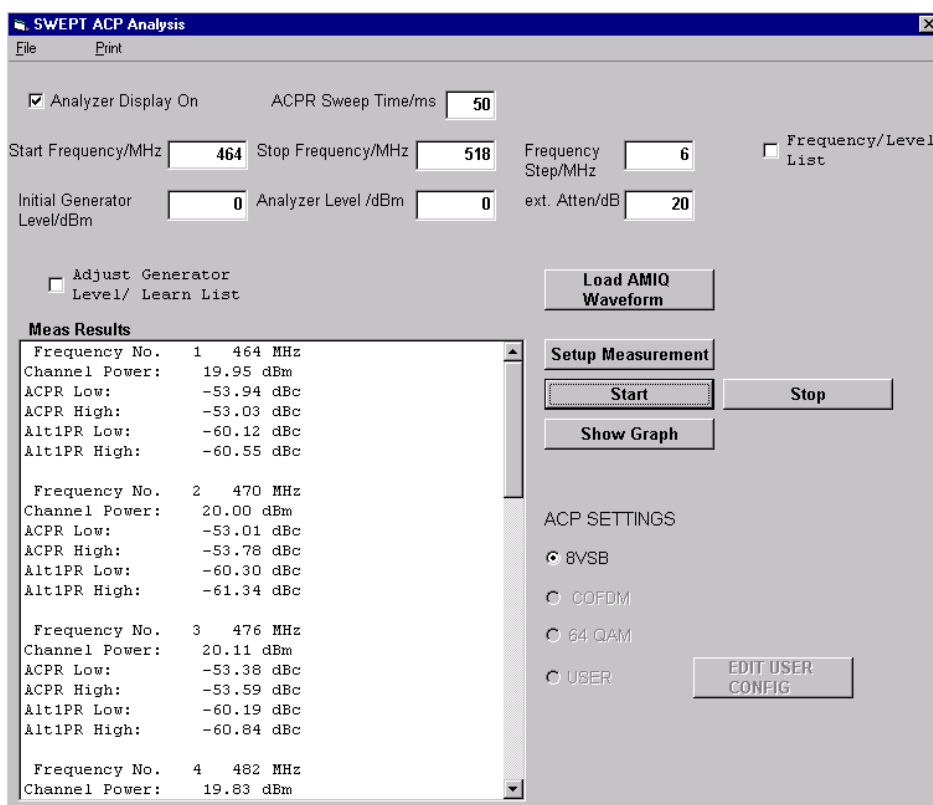 SWEPT ACP Analysis
File Print
Analyzer Display On
ACPR Sweep Time/ms 50
Start Frequency/MHz 464
Stop Frequency/MHz 518
Frequency
Step/MHz 6
Frequency/Level
List
Initial Generator
Level/dBm 0
Analyzer Level /dBm 0
ext. Atten/dB 20
Adjust Generator
Level/ Learn List
Load AMIQ
Waveform
Meas Results
Frequency No. 1 464 MHz
Channel Power: 19.95 dBm
ACPR Low: -53.94 dBc
ACPR High: -53.03 dBc
Alt1PR Low: -60.12 dBc
Alt1PR High: -60.55 dBc
Frequency No. 2 470 MHz
Channel Power: 20.00 dBm
ACPR Low: -53.01 dBc
ACPR High: -53.78 dBc
Alt1PR Low: -60.30 dBc
Alt1PR High: -61.34 dBc
Frequency No. 3 476 MHz
Channel Power: 20.11 dBm
ACPR Low: -53.38 dBc
ACPR High: -53.59 dBc
Alt1PR Low: -60.19 dBc
Alt1PR High: -60.84 dBc
Frequency No. 4 482 MHz
Channel Power: 19.83 dBm
Setup Measurement
Start
Stop
Show Graph
ACP SETTINGS
8VSB
COFDM
64 QAM
USER
EDIT USER
CONFIG